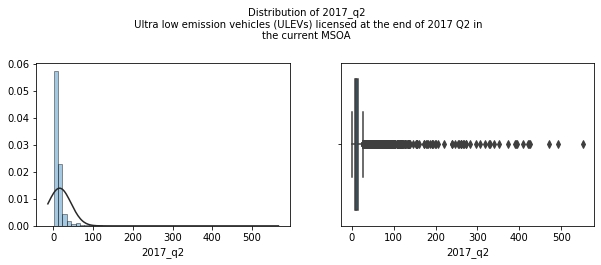 Distribution of 2017_q2
Ultra low emission vehicles (ULEVs) licensed at the end of 2017 Q2 in
the current MSOA
0.06
0.05
0.04
0.03
0.02
0.01
0.00
0 100 200 300 400 500
2017_q2
0 100 200 300 400 500
2017_q2